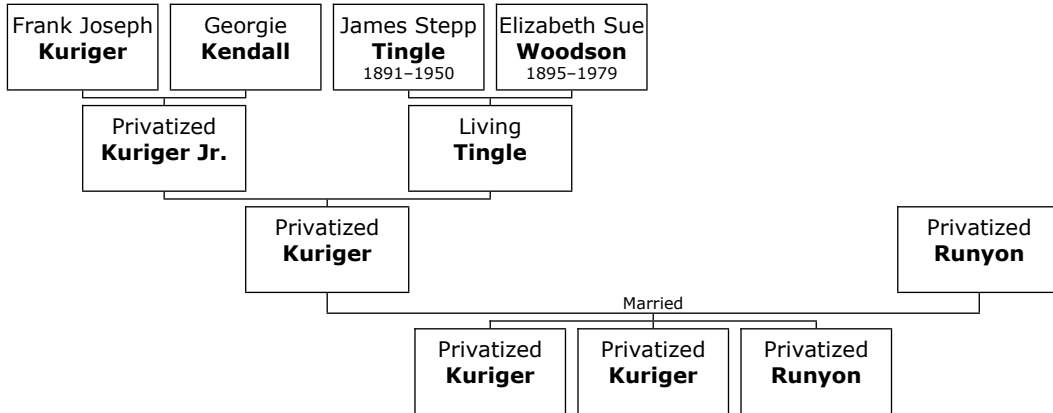 Frank Joseph
Kuriger
Georgie
Kendall
James Stepp
Tingle
1891–1950
Elizabeth Sue
Woodson
1895–1979
Privatized
Kuriger Jr.
Living
Tingle
Privatized
Kuriger
Privatized
Runyon
Married
Privatized
Kuriger
Privatized
Kuriger
Privatized
Runyon